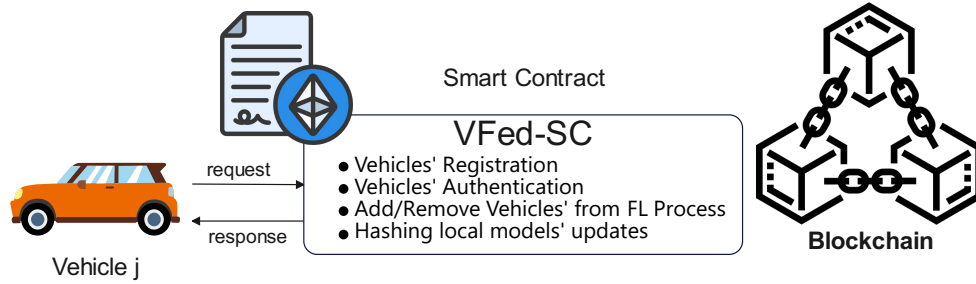 Smart Contract
VFed-SC
● Vehicles' Registration
● Vehicles' Authentication
● Add/Remove Vehicles' from FL Process
● Hashing local models' updates
request
response
Vehicle j
Blockchain